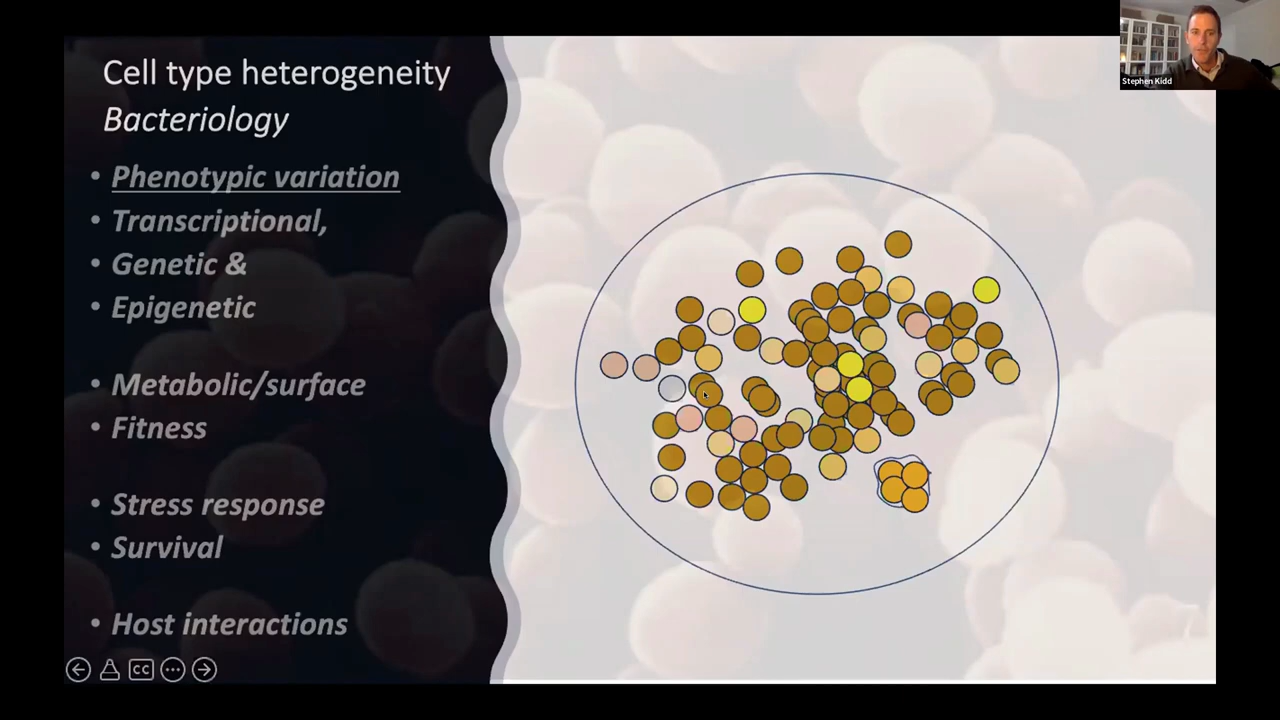 Cell type heterogeneity
Bacteriology
• Phenotypic variation
• Transcriptional,
• Genetic &
• Epigenetic
• Metabolic/surface
• Fitness
• Stress response
• Survival
• Host interactions
CC
Stephen Kidd